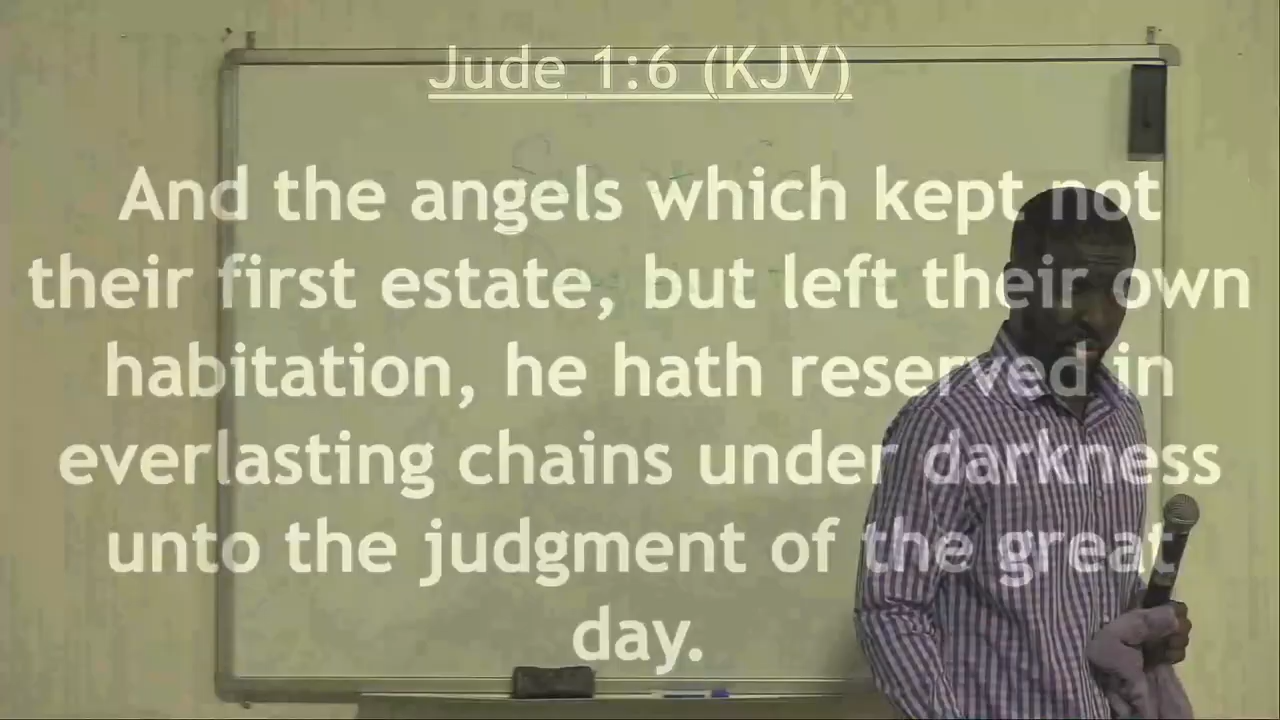 Jude 1:6 (KJV)
And the angels which kept not
their first estate, but left their own
habitation, he hath reserved in
everlasting chains under darkness
unto the judgment of the great
day.